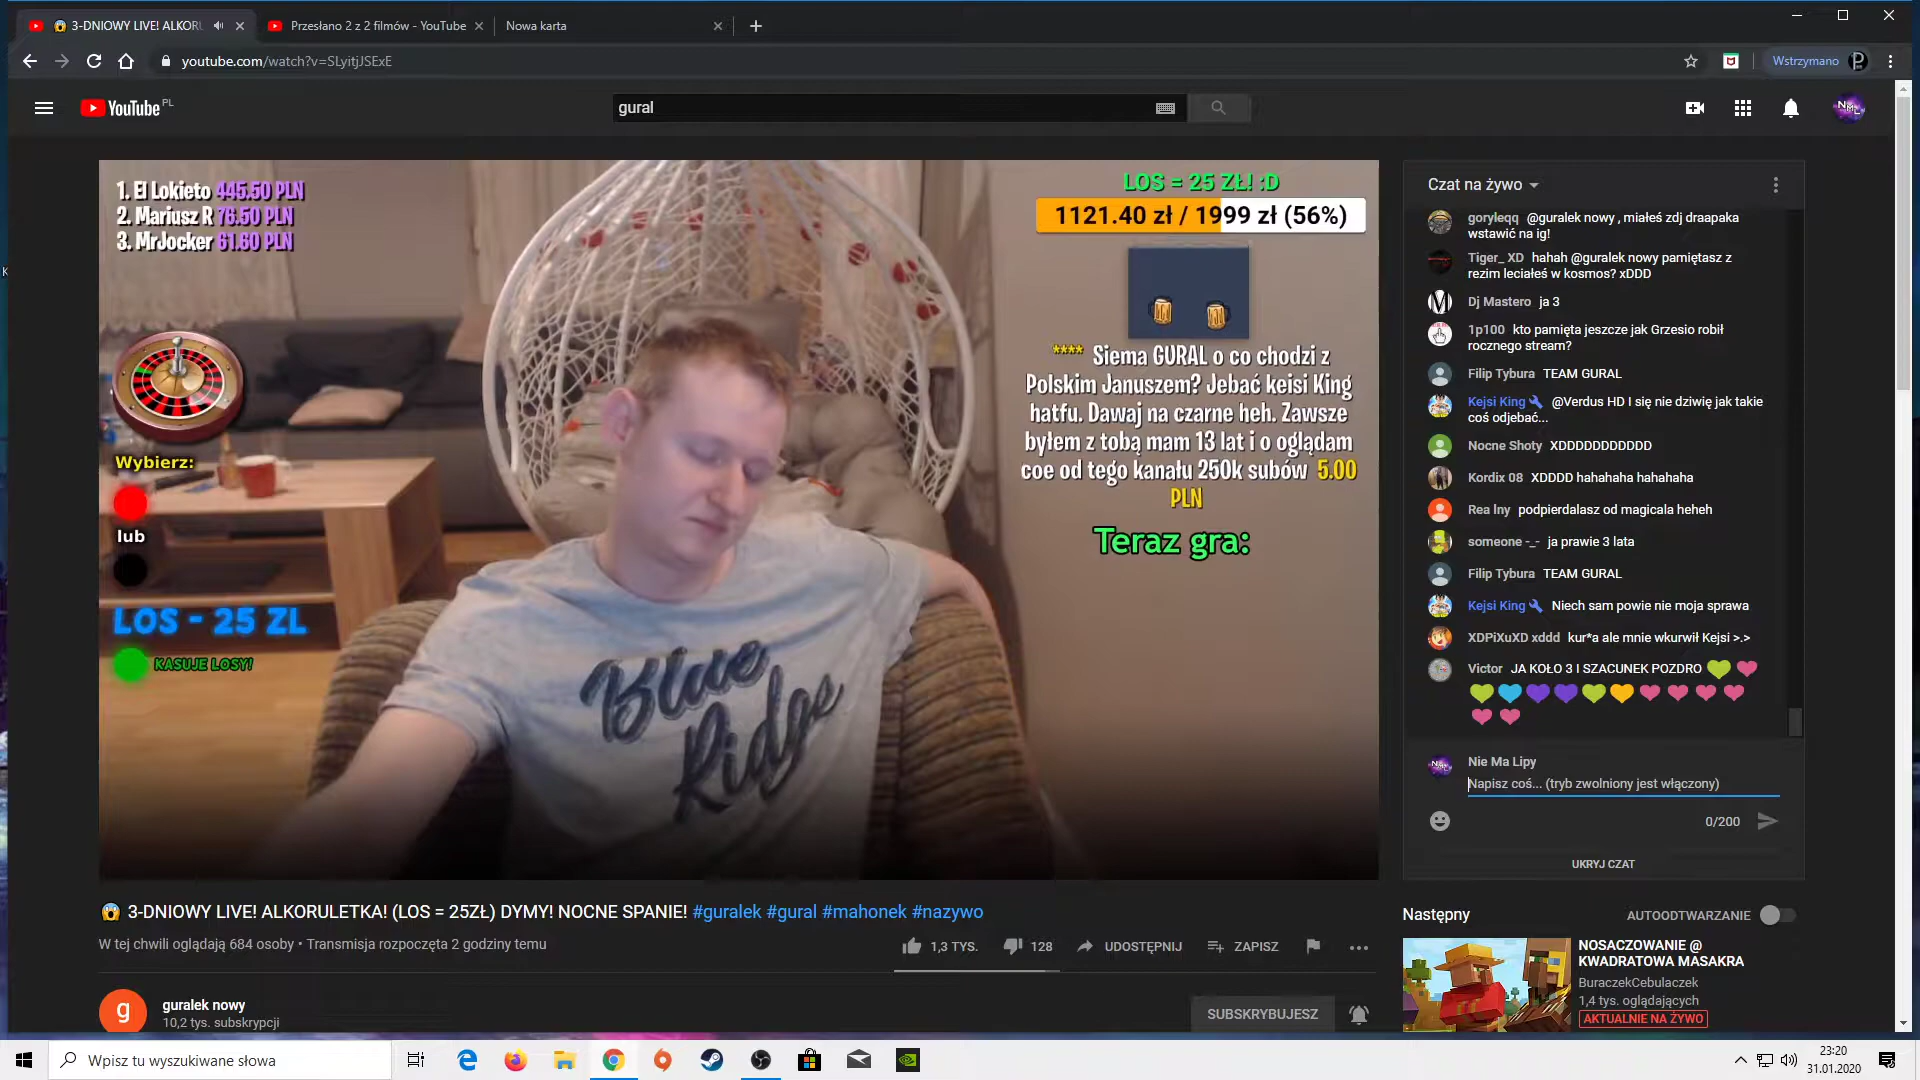 3-DNIOWY LIVE! ALKORU
Przesłano 2 z 2 filmów - YouTube
Nowa karta
youtube.com/watch?v=SLyitjJSExE
Wstrzymano
YouTube PL
gural
1. El Lokieto 445.50 PLN
2. Mariusz R 76.50 PLN
3. MrJocker 61.60 PLN
Wybierz:
lub
LOS - 25 ZL
KASUJE LOSY!
LOS = 25 ZŁ! :D
1121.40 zł / 1999 zł (56%)
**** Siema GURAL o co chodzi z
Polskim Januszem? Jebać keisi King
hatfu. Dawaj na czarne heh. Zawsze
byłem z tobą mam 13 lat i o oglądam
coe od tego kanału 250k subów 5.00
PLN
Teraz gra:
Blue
Ridge
Czat na żywo
goryleqq @guralek nowy , miałeś zdj draapaka
wstawić na ig!
Tiger_ XD hahah @guralek nowy pamiętasz z
rezim leciałeś w kosmos? xDDD
Dj Mastero ja 3
1p100 kto pamięta jeszcze jak Grzesio robił
rocznego stream?
Filip Tybura TEAM GURAL
Kejsi King @Verdus HD I się nie dziwię jak takie
coś odjebać...
Nocne Shoty XDDDDDDDDDDD
Kordix 08 XDDDD hahahaha hahahaha
Rea lny podpierdalasz od magicala heheh
someone -_- ja prawie 3 lata
Filip Tybura TEAM GURAL
Kejsi King Niech sam powie nie moja sprawa
XDPiXuXD xddd kur*a ale mnie wkurwił Kejsi >.>
Victor JA KOŁO 3 I SZACUNEK POZDRO
Nie Ma Lipy
Napisz coś... (tryb zwolniony jest włączony)
0/200
UKRYJ CZAT
😱 3-DNIOWY LIVE! ALKORULETKA! (LOS = 25ZŁ) DYMY! NOCNE SPANIE! #guralek #gural #mahonek #nazywo
W tej chwili oglądają 684 osoby • Transmisja rozpoczęta 2 godziny temu
1,3 TYS.
128
UDOSTĘPNIJ
ZAPISZ
guralek nowy
10,2 tys. subskrypcji
SUBSKRYBUJESZ
Następny
AUTOODTWARZANIE
NOSACZOWANIE @
KWADRATOWA MASAKRA
BuraczekCebulaczek
1,4 tys. oglądających
AKTUALNIE NA ŻYWO
Wpisz tu wyszukiwane słowa
23:20
31.01.2020